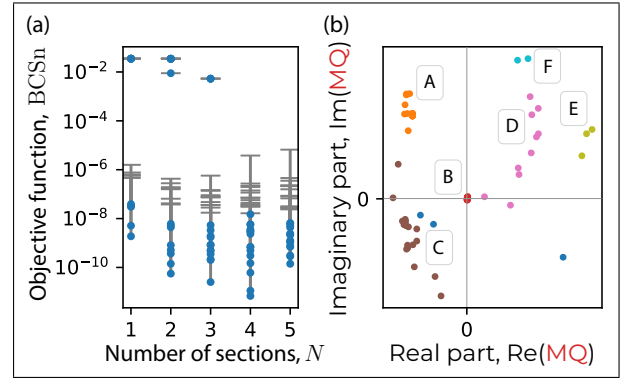 (a)
Objective function, BCSn
10⁻²
10⁻⁴
10⁻⁶
10⁻⁸
10⁻¹⁰
1 2 3 4 5
Number of sections, N
(b)
Imaginary part, Im(MQ)
0
A
B
C
D
E
F
0
Real part, Re(MQ)